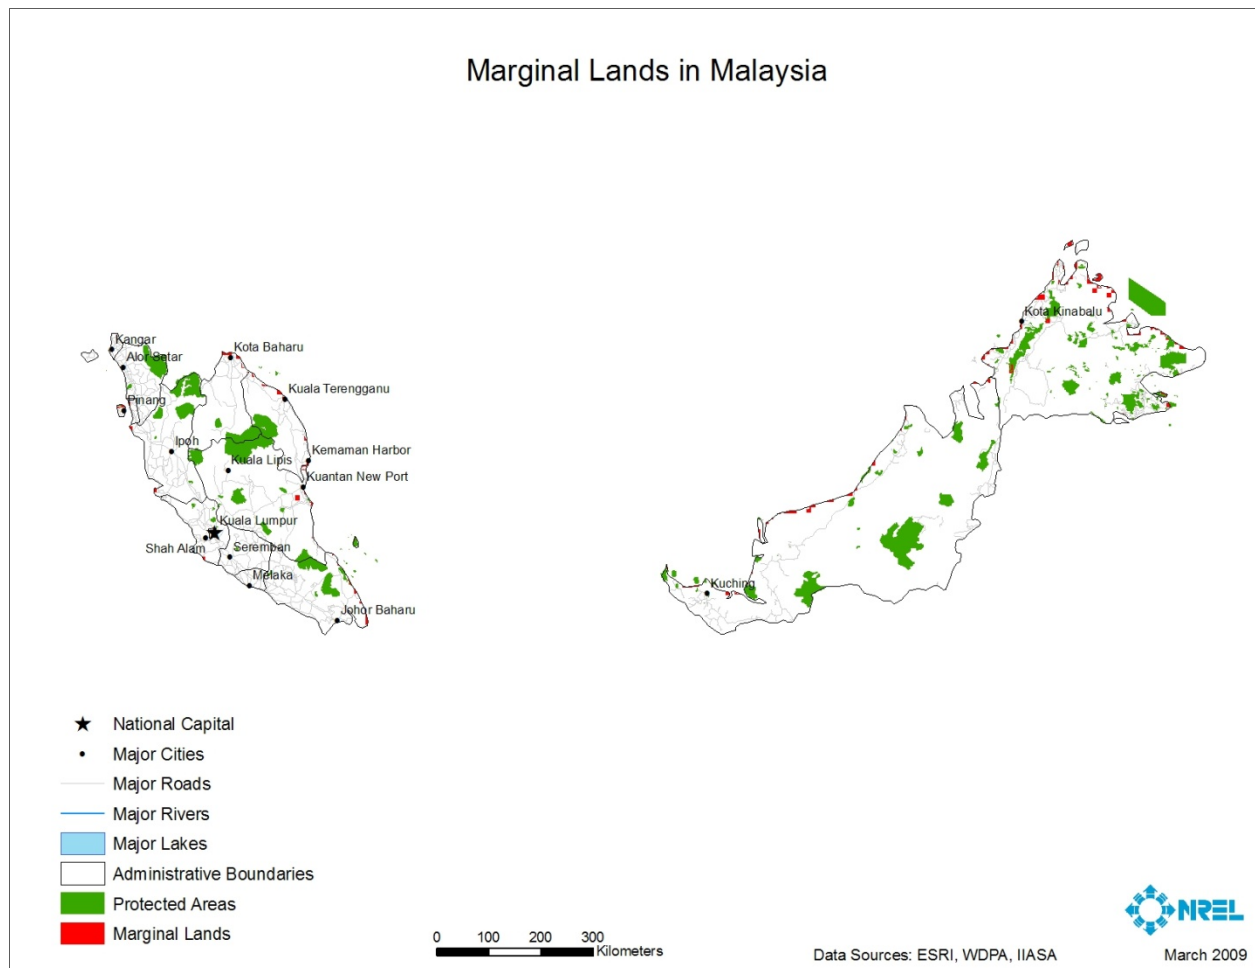 Marginal Lands in Malaysia
Kota Kinabalu
Kangar
Kota Baharu
Alor Setar
Kuala Terengganu
Pinang
Ipoh
Kemaman Harbor
Kuala Lipis
Kuantan New Port
Kuala Lumpur
Shah Alam
Seremban
Melaka
Kuching
Johor Baharu
National Capital
Major Cities
Major Roads
Major Rivers
Major Lakes
Administrative Boundaries
Protected Areas
Marginal Lands
0 100 200 300
Kilometers
NREL
Data Sources: ESRI, WDPA, IIASA
March 2009